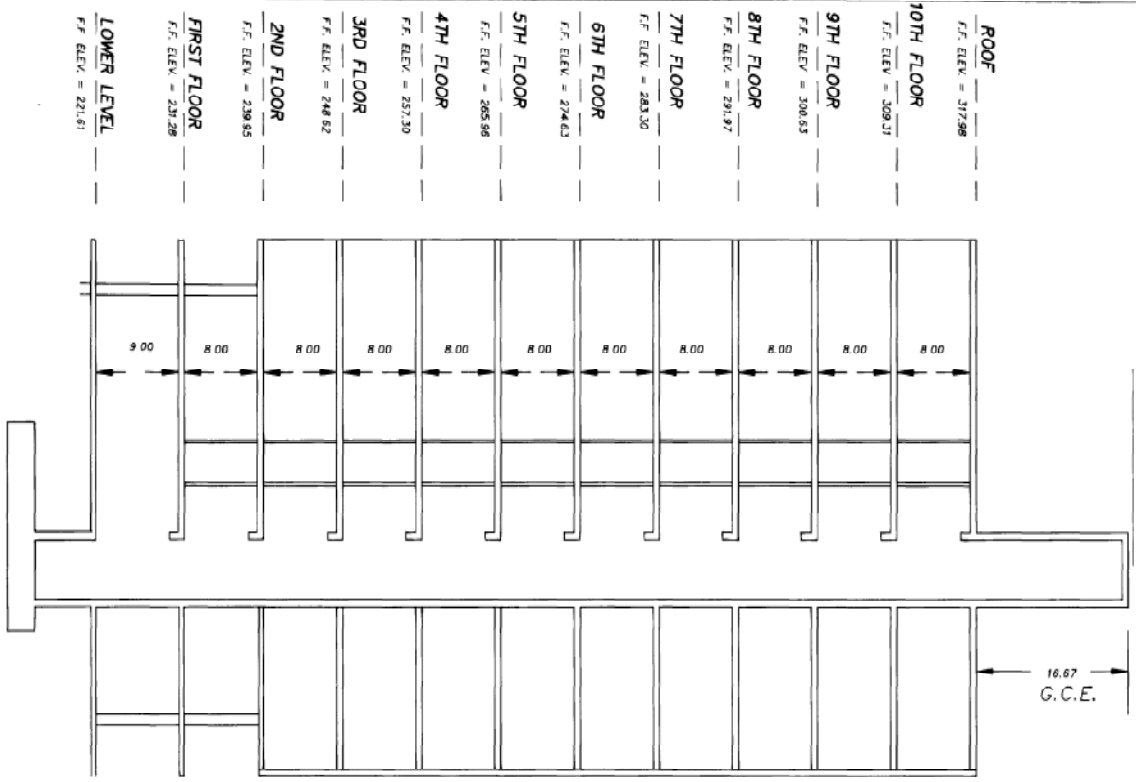 ROOF
F.F. ELEV. = 317.98
10TH FLOOR
F.F. ELEV. = 309.31
9TH FLOOR
F.F. ELEV. = 300.63
8TH FLOOR
F.F. ELEV. = 291.97
7TH FLOOR
F.F. ELEV. = 283.30
6TH FLOOR
F.F. ELEV. = 274.63
5TH FLOOR
F.F. ELEV = 265.96
4TH FLOOR
F.F. ELEV. = 257.30
3RD FLOOR
F.F. ELEV. = 248.62
2ND FLOOR
F.F. ELEV. = 239.95
FIRST FLOOR
F.F. ELEV. = 231.28
LOWER LEVEL
F.F ELEV. = 221.61
9 00
8 00
8 00
8.00
8.00
8 00
8 00
8.00
8.00
8.00
8 00
16.67
G.C.E.